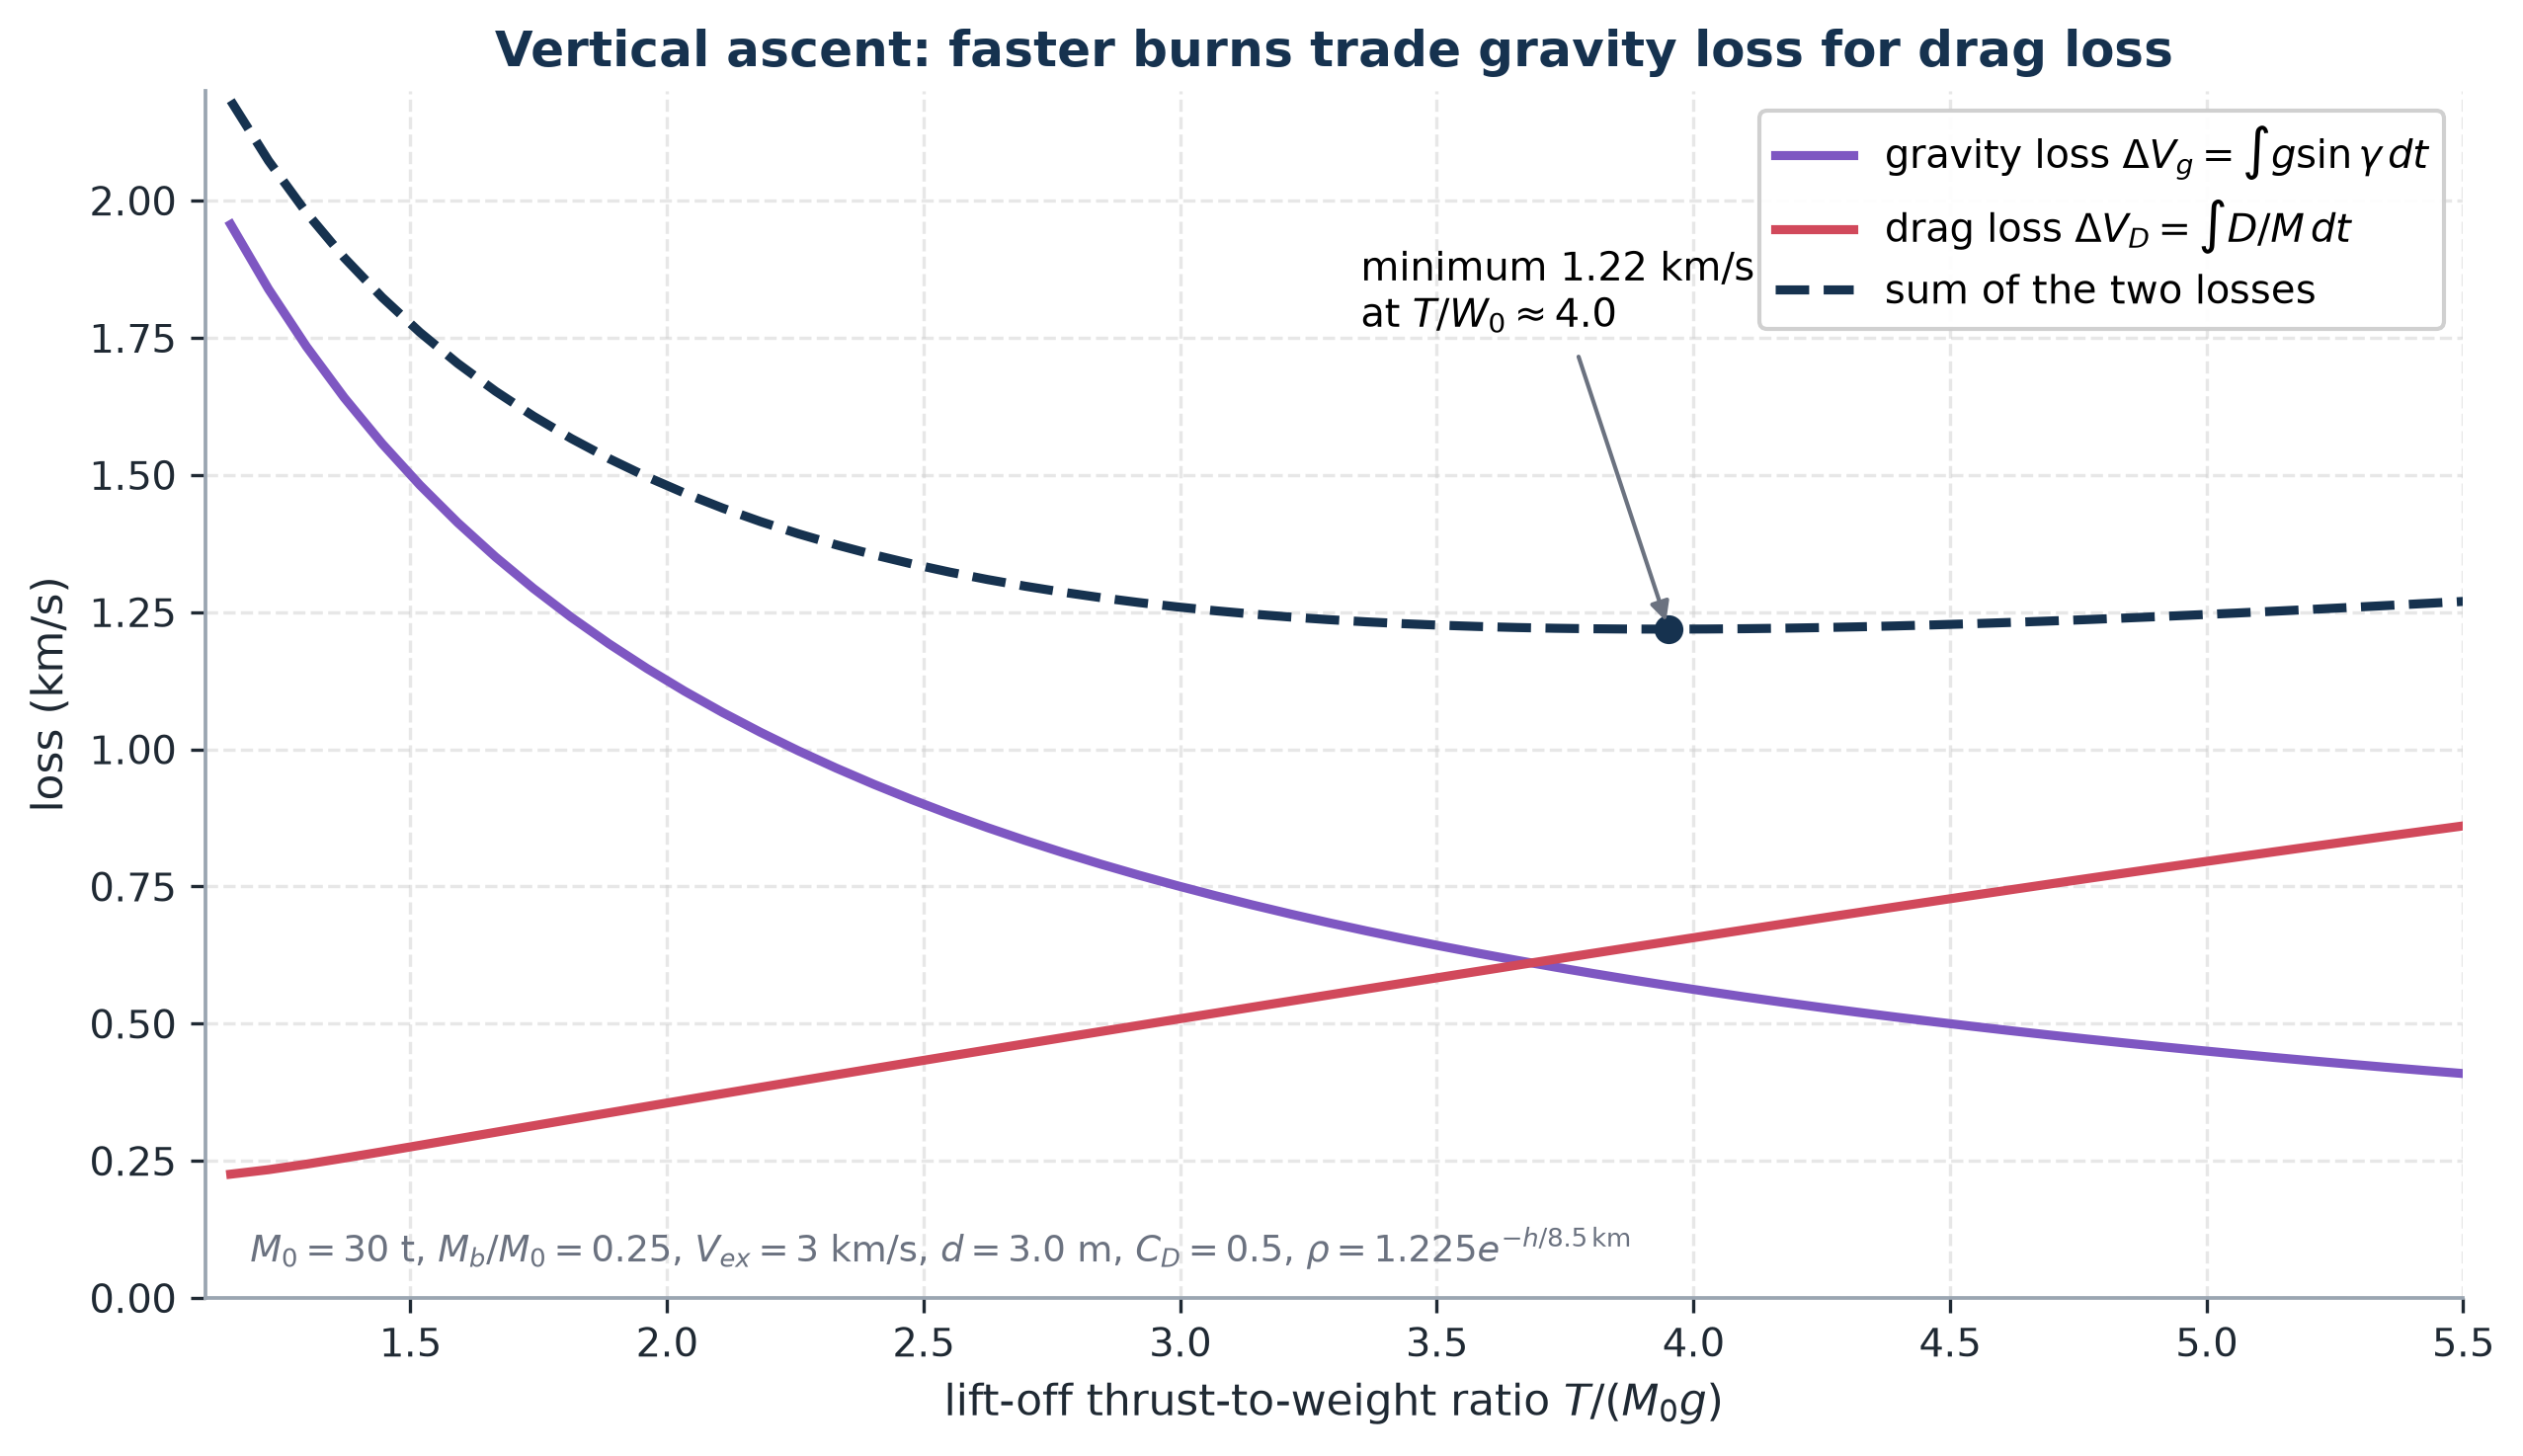 Vertical ascent: faster burns trade gravity loss for drag loss
gravity loss ΔV_g = ∫ g sin γ dt
drag loss ΔV_D = ∫ D/M dt
sum of the two losses
minimum 1.22 km/s
at T/W₀ ≈ 4.0
loss (km/s)
2.00
1.75
1.50
1.25
1.00
0.75
0.50
0.25
0.00
M₀ = 30 t, M_b/M₀ = 0.25, V_ex = 3 km/s, d = 3.0 m, C_D = 0.5, ρ = 1.225e^{−h/8.5 km}
1.5 2.0 2.5 3.0 3.5 4.0 4.5 5.0 5.5
lift-off thrust-to-weight ratio T/(M₀g)